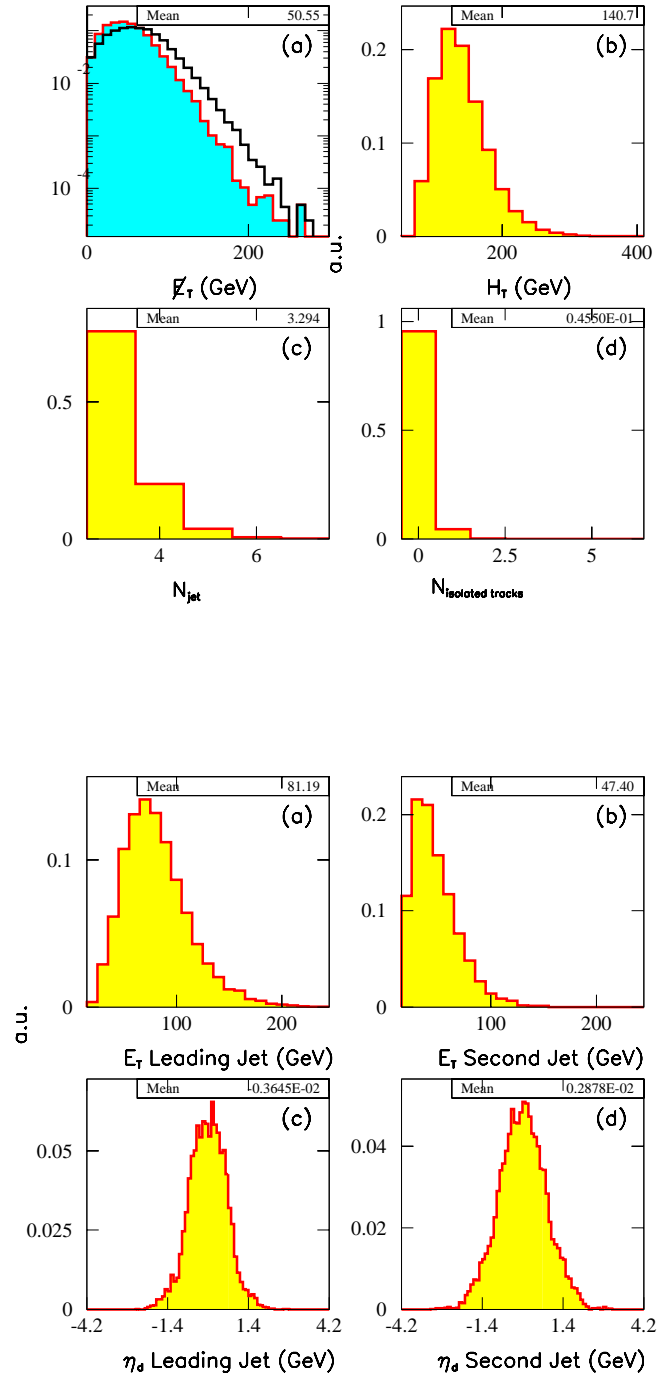 Mean 50.55
(a)
10 -2
10 -4
0 200
E̸T (GeV)
Mean 140.7
(b)
0.2
0.1
0
200 400
HT (GeV)
a.u.
Mean 3.294
(c)
0.5
0
4 6
Njet
Mean 0.4550E-01
(d)
1
0.5
0
0 2.5 5
Nisolated tracks
Mean 81.19
(a)
0.1
0
100 200
ET Leading Jet (GeV)
Mean 47.40
(b)
0.2
0.1
0
100 200
ET Second Jet (GeV)
a.u.
Mean -0.3645E-02
(c)
0.05
0.025
0
-4.2 -1.4 1.4 4.2
ηd Leading Jet (GeV)
Mean 0.2878E-02
(d)
0.04
0.02
0
-4.2 -1.4 1.4 4.2
ηd Second Jet (GeV)